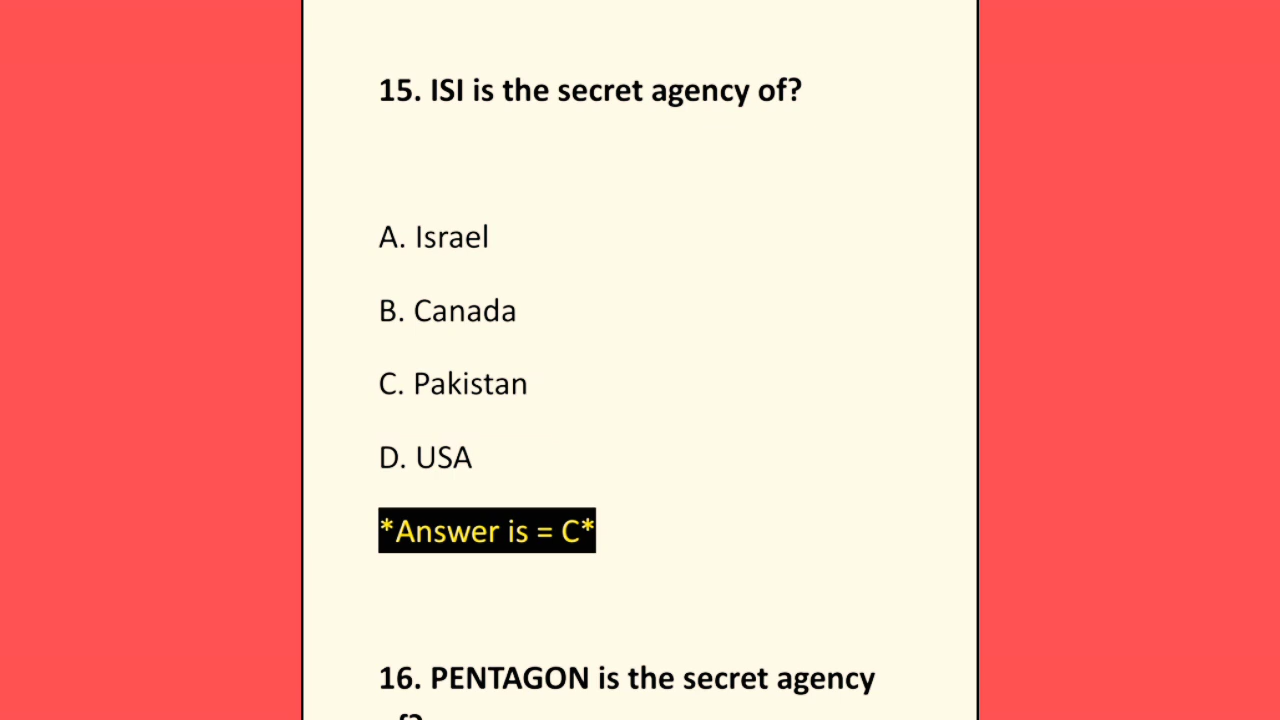 15. ISI is the secret agency of?
A. Israel
B. Canada
C. Pakistan
D. USA
*Answer is = C*
16. PENTAGON is the secret agency
of?